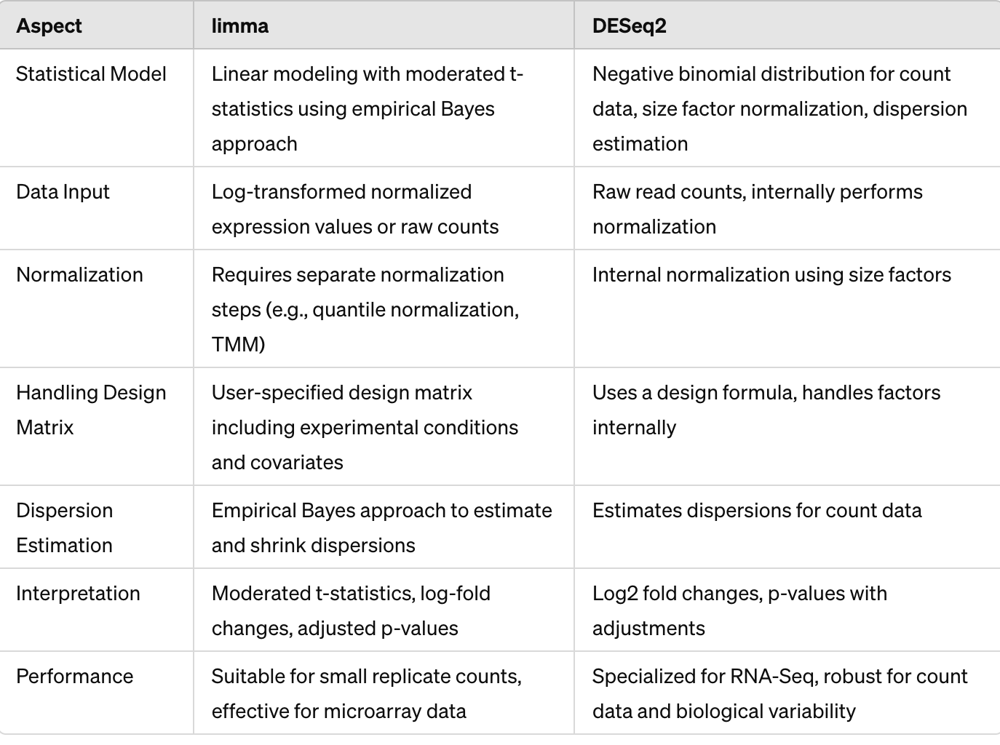 Aspect
limma
DESeq2
Statistical Model
Linear modeling with moderated t-
statistics using empirical Bayes
approach
Negative binomial distribution for count
data, size factor normalization, dispersion
estimation
Data Input
Log-transformed normalized
expression values or raw counts
Raw read counts, internally performs
normalization
Normalization
Requires separate normalization
steps (e.g., quantile normalization,
TMM)
Internal normalization using size factors
Handling Design
Matrix
User-specified design matrix
including experimental conditions
and covariates
Uses a design formula, handles factors
internally
Dispersion
Estimation
Empirical Bayes approach to estimate
and shrink dispersions
Estimates dispersions for count data
Interpretation
Moderated t-statistics, log-fold
changes, adjusted p-values
Log2 fold changes, p-values with
adjustments
Performance
Suitable for small replicate counts,
effective for microarray data
Specialized for RNA-Seq, robust for count
data and biological variability